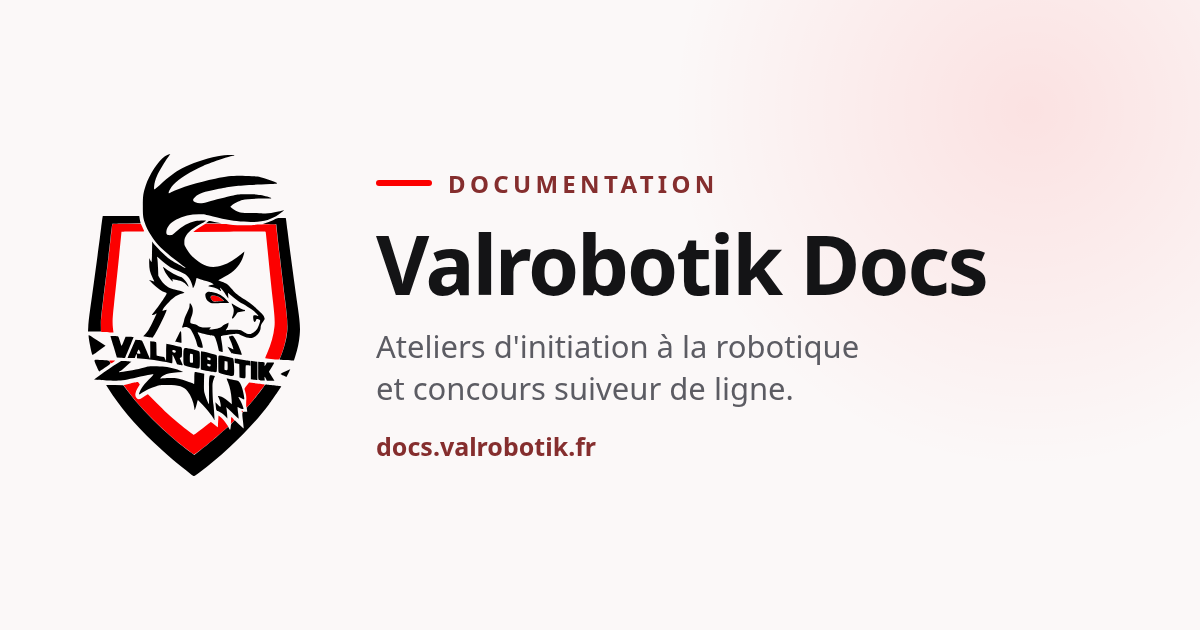 VALROBOTIK
DOCUMENTATION
Valrobotik Docs
Ateliers d'initiation à la robotique
et concours suiveur de ligne.
docs.valrobotik.fr